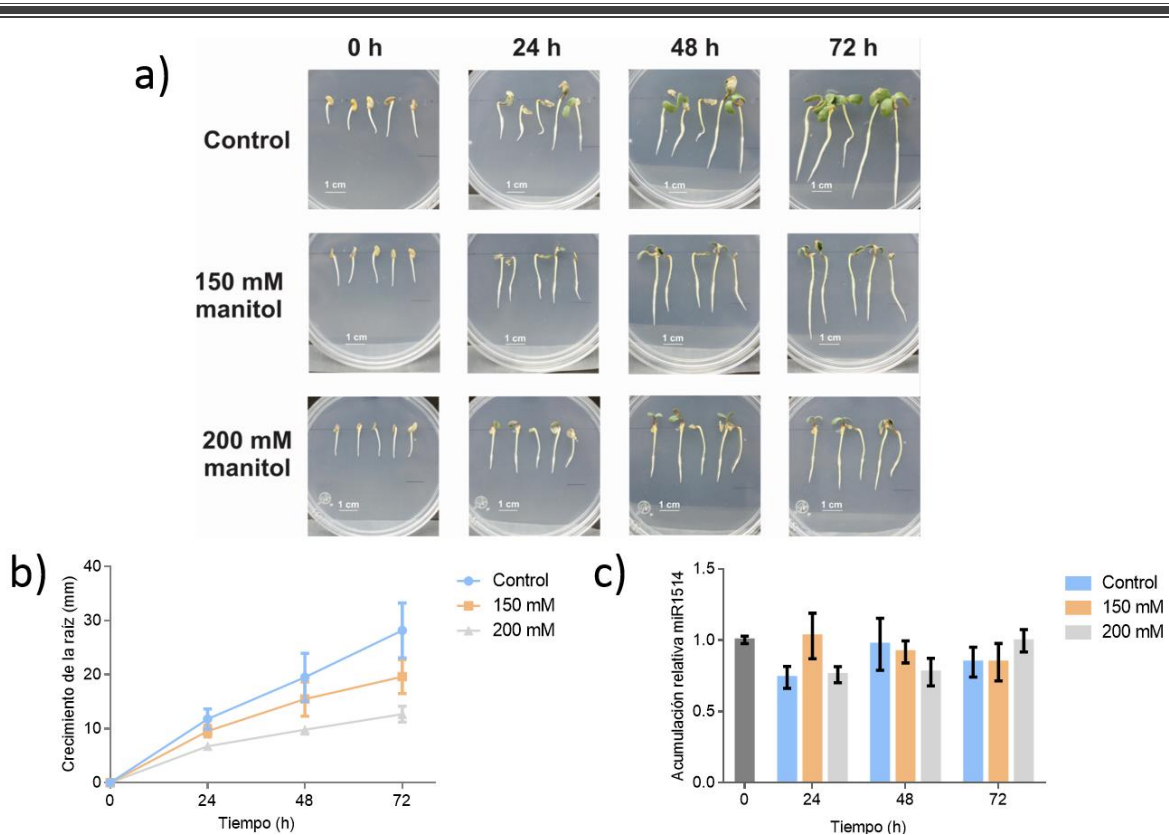 a)
0 h
24 h
48 h
72 h
Control
1 cm
1 cm
1 cm
1 cm
150 mM
manitol
1 cm
1 cm
1 cm
1 cm
200 mM
manitol
1 cm
1 cm
1 cm
1 cm
b)
Crecimiento de la raíz (mm)
40
30
20
10
0
0
24
48
72
Tiempo (h)
Control
150 mM
200 mM
c)
Acumulación relativa miR1514
1.5
1.0
0.5
0.0
0
24
48
72
Tiempo (h)
Control
150 mM
200 mM